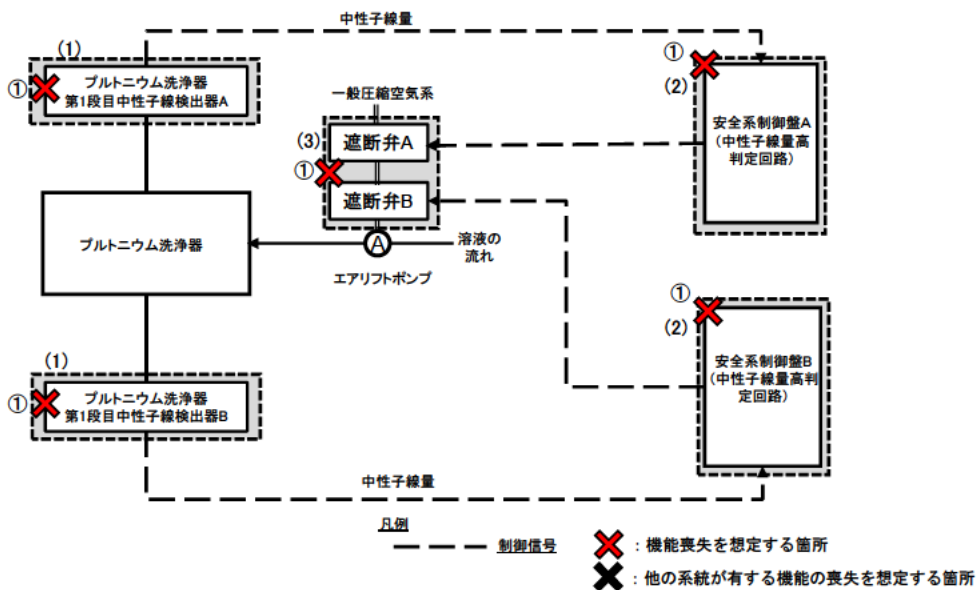 中性子線量
(1)
①
プルトニウム洗浄器
第1段目中性子線検出器A
①
(2)
安全系制御盤A
(中性子線量高
判定回路)
一般圧縮空気系
(3)
遮断弁A
①
遮断弁B
プルトニウム洗浄器
A
溶液の
流れ
エアリフトポンプ
①
(2)
安全系制御盤B
(中性子線量高判
定回路)
(1)
①
プルトニウム洗浄器
第1段目中性子線検出器B
中性子線量
凡例
制御信号
：機能喪失を想定する箇所
：他の系統が有する機能の喪失を想定する箇所